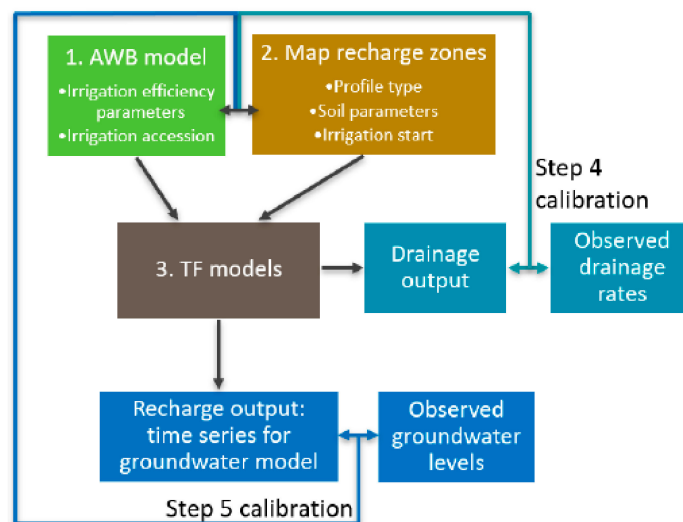 1. AWB model
•Irrigation efficiency
parameters
•Irrigation accession
2. Map recharge zones
•Profile type
•Soil parameters
•Irrigation start
Step 4
calibration
3. TF models
Drainage
output
Observed
drainage
rates
Recharge output:
time series for
groundwater model
Observed
groundwater
levels
Step 5 calibration